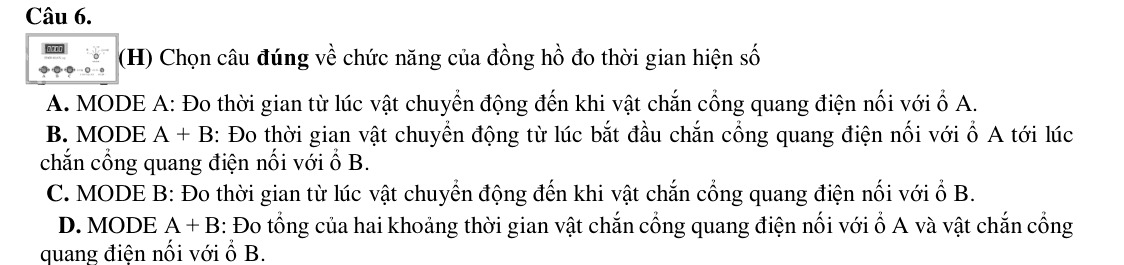 Câu 6.
(H) Chọn câu đúng về chức năng của đồng hồ đo thời gian hiện số
A. MODE A: Đo thời gian từ lúc vật chuyển động đến khi vật chắn cổng quang điện nối với ổ A.
B. MODE A + B: Đo thời gian vật chuyển động từ lúc bắt đầu chắn cổng quang điện nối với ổ A tới lúc
chắn cổng quang điện nối với ổ B.
C. MODE B: Đo thời gian từ lúc vật chuyển động đến khi vật chắn cổng quang điện nối với ổ B.
D. MODE A + B: Đo tổng của hai khoảng thời gian vật chắn cổng quang điện nối với ổ A và vật chắn cổng
quang điện nối với ổ B.